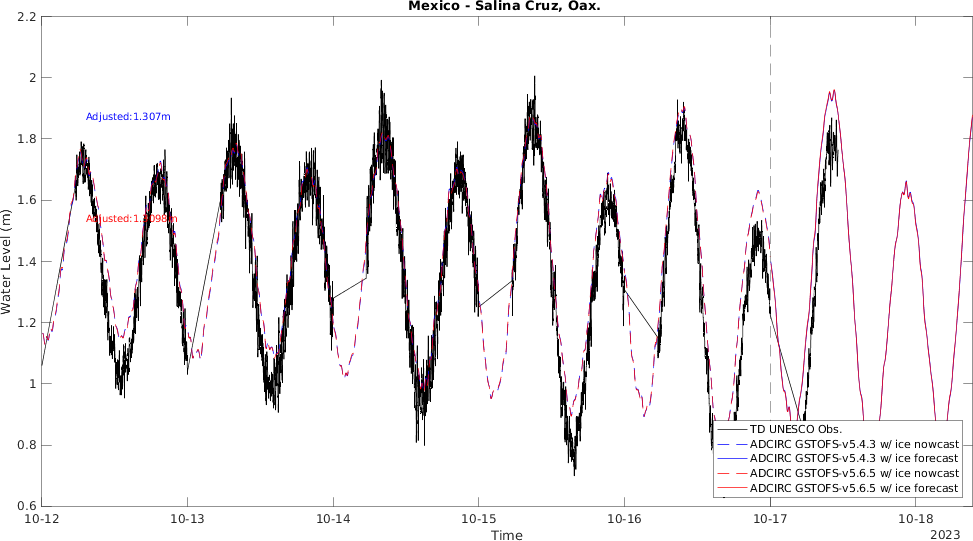 Mexico - Salina Cruz, Oax.
2.2
2
1.8
1.6
1.4
1.2
1
0.8
0.6
Water Level (m)
Adjusted:1.307m
TD UNESCO Obs.
ADCIRC GSTOFS-v5.4.3 w/ ice nowcast
ADCIRC GSTOFS-v5.4.3 w/ ice forecast
ADCIRC GSTOFS-v5.6.5 w/ ice nowcast
ADCIRC GSTOFS-v5.6.5 w/ ice forecast
10-12
10-13
10-14
10-15
10-16
10-17
10-18
Time
2023